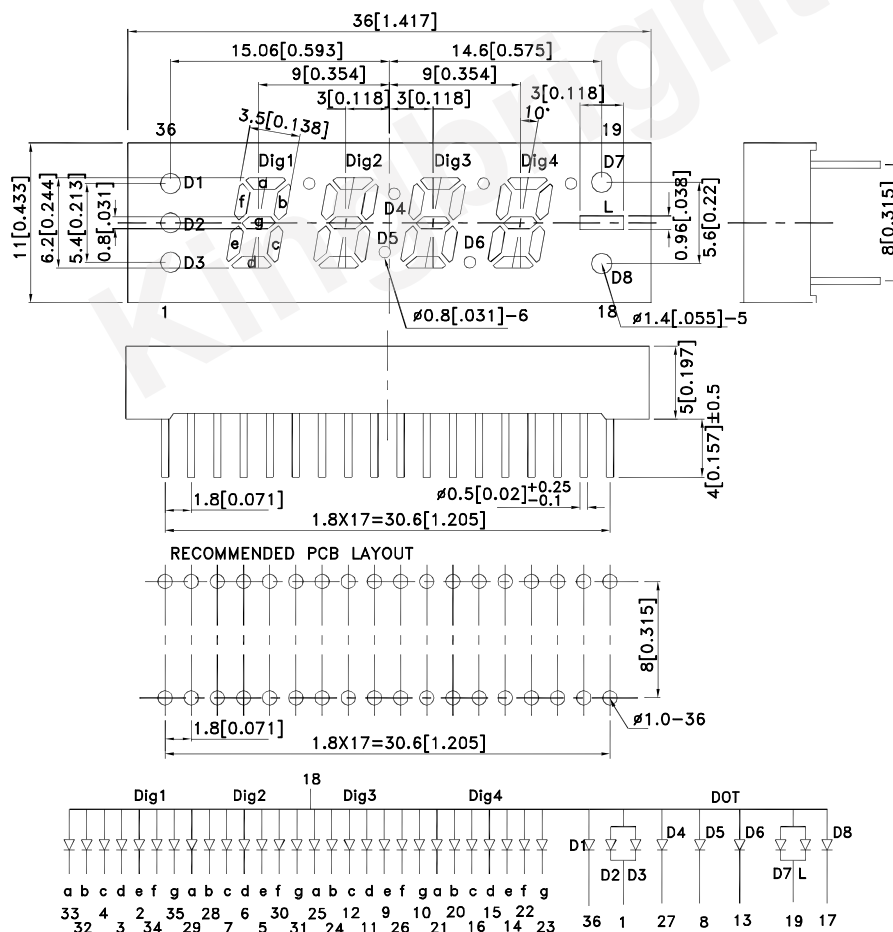 36[1.417]
15.06[0.593] 14.6[0.575]
9[0.354] 9[0.354]
3[0.118] 3[0.118] 3[0.118]
3.5[0.138] 10°
36 19
Dig1 Dig2 Dig3 Dig4 D7
D1 a
f b D4 L
D2 g
D5 D6
e c
D3 d D8
1 18
11[0.433]
6.2[0.244]
5.4[0.213]
0.8[.031]
0.96[.038]
5.6[0.22]
8[0.315]
ø0.8[.031]-6 ø1.4[.055]-5
5[0.197]
4[0.157]±0.5
1.8[0.071] ø0.5[0.02]+0.25 -0.1
1.8X17=30.6[1.205]
RECOMMENDED PCB LAYOUT
8[0.315]
1.8[0.071] ø1.0-36
1.8X17=30.6[1.205]
18
Dig1 Dig2 Dig3 Dig4 DOT
D1 D4 D5 D6 D8
D2 D3 D7 L
a b c d e f g a b c d e f g a b c d e f g a b c d e f g
33 4 2 35 28 6 30 25 12 9 10 20 15 22 36 1 27 8 13 19 17
32 3 34 29 7 5 31 24 11 26 21 16 14 23
Kingbright